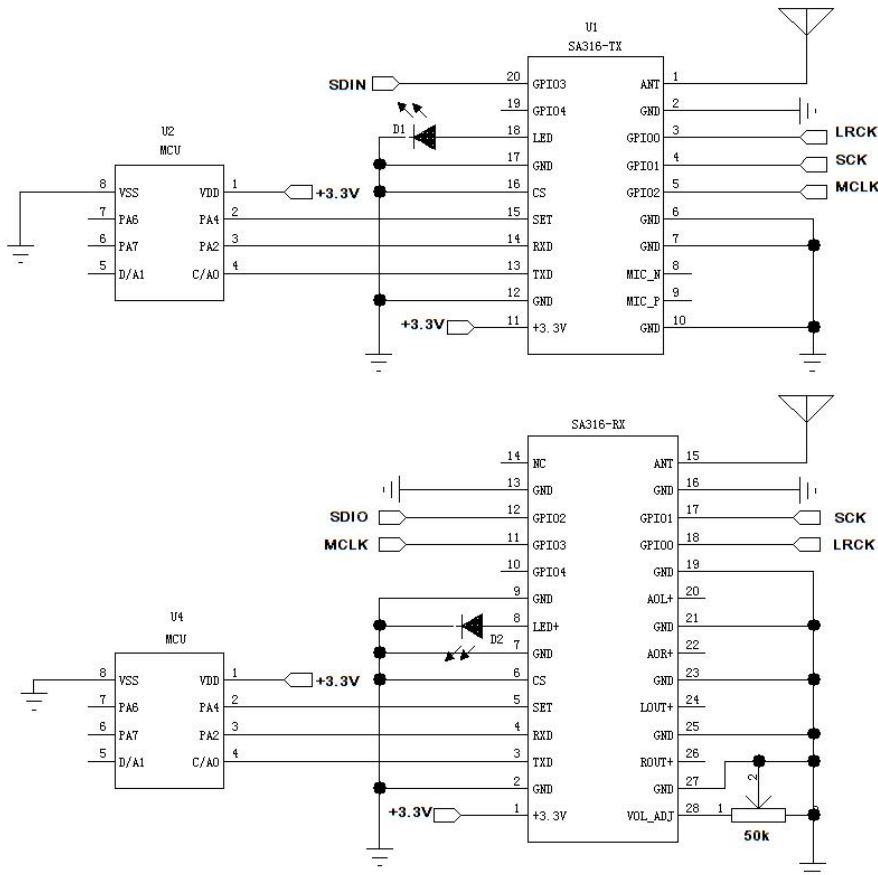 U1
SA316-TX
SDIN 20 GPIO3 ANT 1
19 GPIO4 GND 2
D1 18 LED GPIO0 3 LRCK
17 GND GPIO1 4 SCK
16 CS GPIO2 5 MCLK
15 SET GND 6
14 RXD GND 7
13 TXD MIC_N 8
12 GND MIC_P 9
+3.3V 11 +3.3V GND 10
U2
MCU
8 VSS VDD 1 +3.3V
7 PA6 PA4 2
6 PA7 PA2 3
5 D/A1 C/A0 4
SA316-RX
14 NC ANT 15
13 GND GND 16
SDIO 12 GPIO2 GPIO1 17 SCK
MCLK 11 GPIO3 GPIO0 18 LRCK
10 GPIO4 GND 19
9 GND AOL+ 20
8 LED+ GND 21
D2 7 GND AOR+ 22
6 CS GND 23
5 SET LOUT+ 24
4 RXD GND 25
3 TXD ROUT+ 26
2 GND GND 27
+3.3V 1 +3.3V VOL_ADJ 28 1 2
50k
U4
MCU
8 VSS VDD 1 +3.3V
7 PA6 PA4 2
6 PA7 PA2 3
5 D/A1 C/A0 4